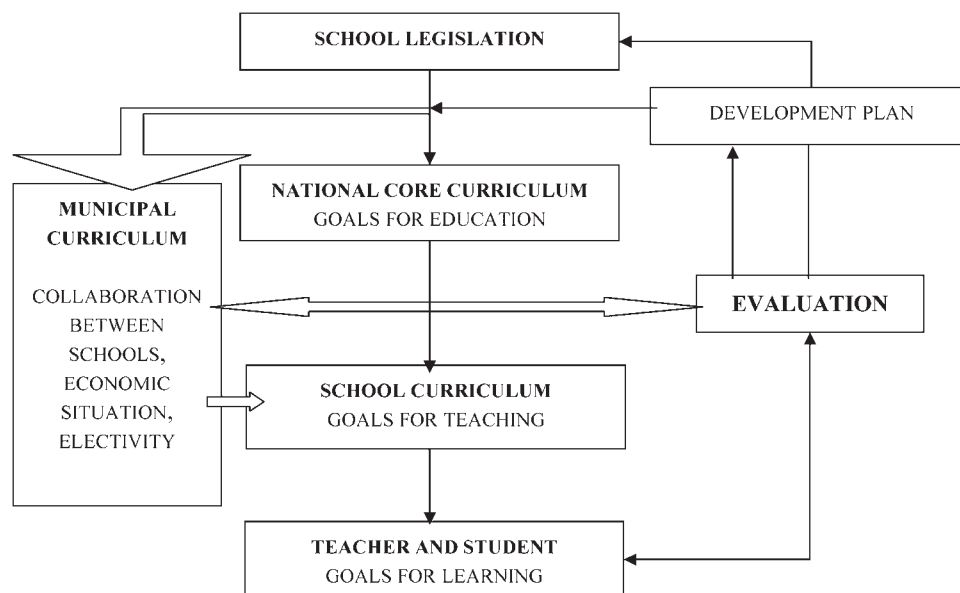 SCHOOL LEGISLATION
DEVELOPMENT PLAN
NATIONAL CORE CURRICULUM
GOALS FOR EDUCATION
MUNICIPAL
CURRICULUM
COLLABORATION
BETWEEN
SCHOOLS,
ECONOMIC
SITUATION,
ELECTIVITY
EVALUATION
SCHOOL CURRICULUM
GOALS FOR TEACHING
TEACHER AND STUDENT
GOALS FOR LEARNING